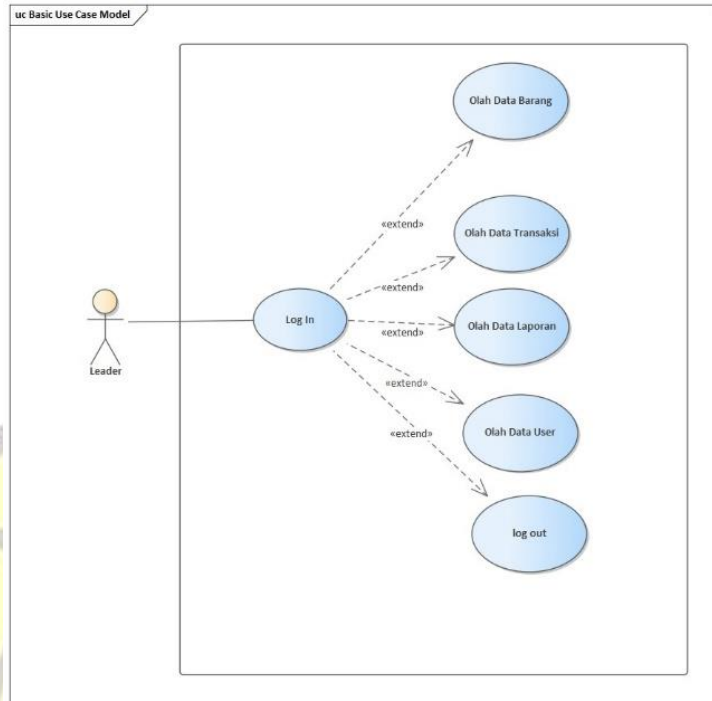 uc Basic Use Case Model
Olah Data Barang
«extend»
Olah Data Transaksi
«extend»
Log In
Olah Data Laporan
«extend»
Leader
«extend»
Olah Data User
«extend»
log out